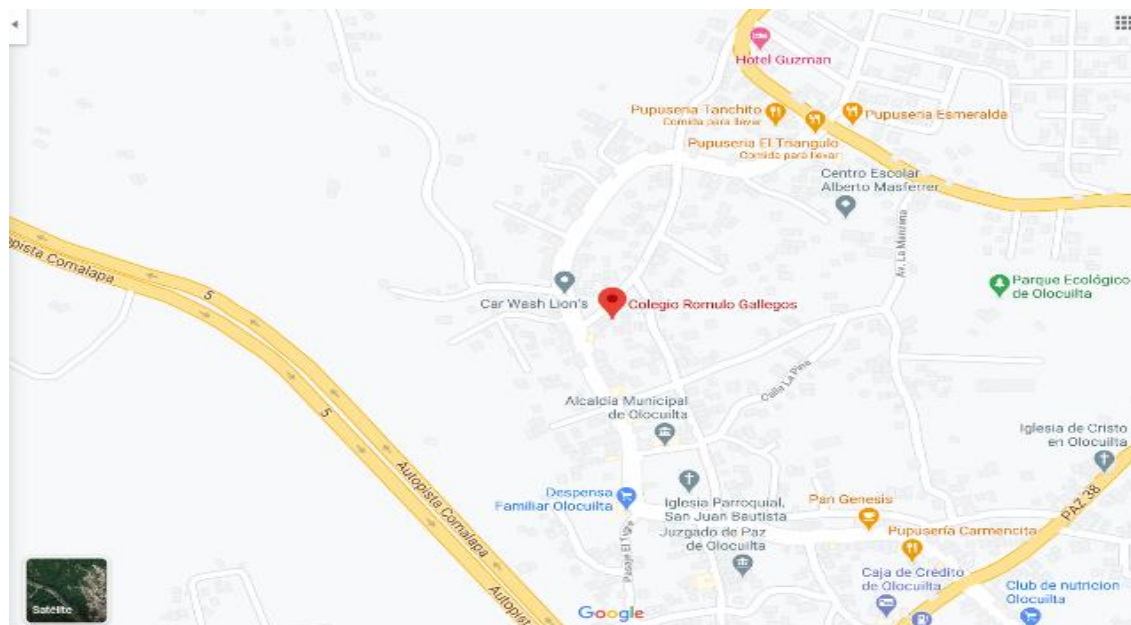 Hotel Guzman
Pupuseria Tanchito
Comida para llevar
Pupuseria Esmeralda
Pupuseria El Triangulo
Comida para llevar
Centro Escolar
Alberto Masferrer
Av. La Manzana
Autopista Comalapa
5
Parque Ecológico
de Olocuilta
Car Wash Lion's
Colegio Romulo Gallegos
Calle La Pina
Alcaldía Municipal
de Olocuilta
5
Iglesia de Cristo
en Olocuilta
Autopista Comalapa
Despensa
Familiar Olocuilta
Iglesia Parroquial,
San Juan Bautista
Pan Genesis
PAZ 38
Juzgado de Paz
de Olocuilta
Pupusería Carmencita
Pasaje El Tigre
Caja de Crédito
de Olocuilta
Club de nutricion
Olocuilta
Autopista
Satélite
Google